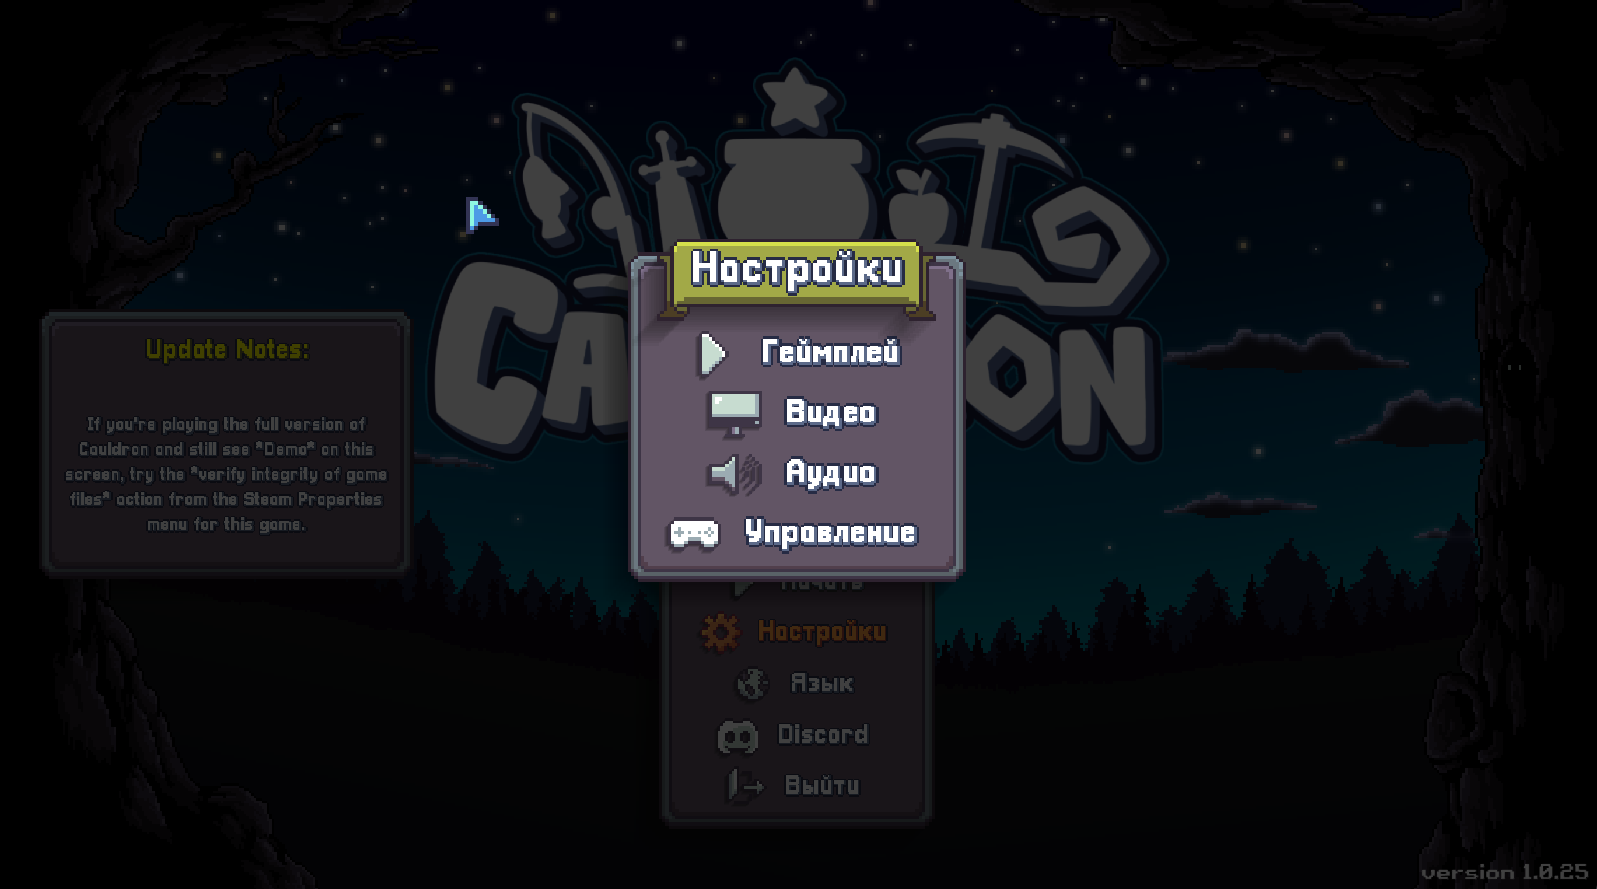 Настройки
Геймплей
Видео
Аудио
Управление
Update Notes:
If you're playing the full version of
Cauldron and still see *Demo* on this
screen, try the *verify integrity of game
files* action from the Steam Properties
menu for this game.
Начать
Настройки
Язык
Discord
Выйти
version 1.0.25